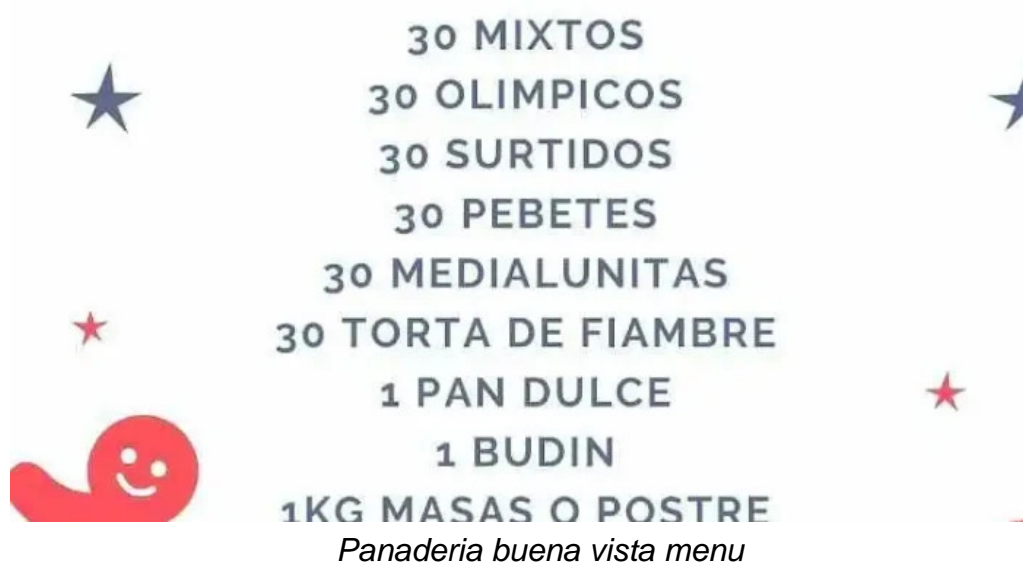 30 MIXTOS
30 OLIMPICOS
30 SURTIDOS
30 PEBETES
30 MEDIALUNITAS
30 TORTA DE FIAMBRE
1 PAN DULCE
1 BUDIN
1KG MASAS O POSTRE
Panaderia buena vista menu